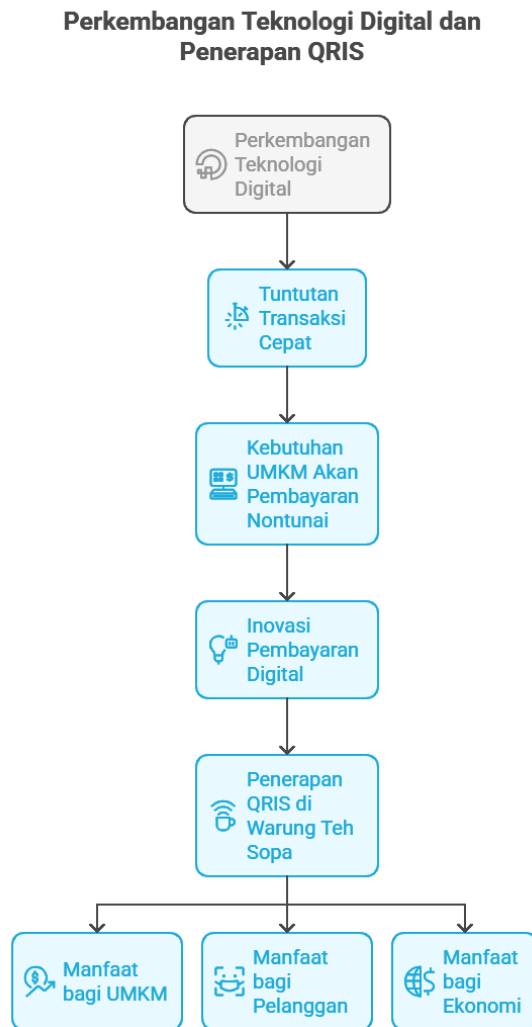 Perkembangan Teknologi Digital dan
Penerapan QRIS
Perkembangan
Teknologi
Digital
Tuntutan
Transaksi
Cepat
Kebutuhan
UMKM Akan
Pembayaran
Nontunai
Inovasi
Pembayaran
Digital
Penerapan
QRIS di
Warung Teh
Sopa
Manfaat
bagi UMKM
Manfaat
bagi
Pelanggan
Manfaat
bagi
Ekonomi